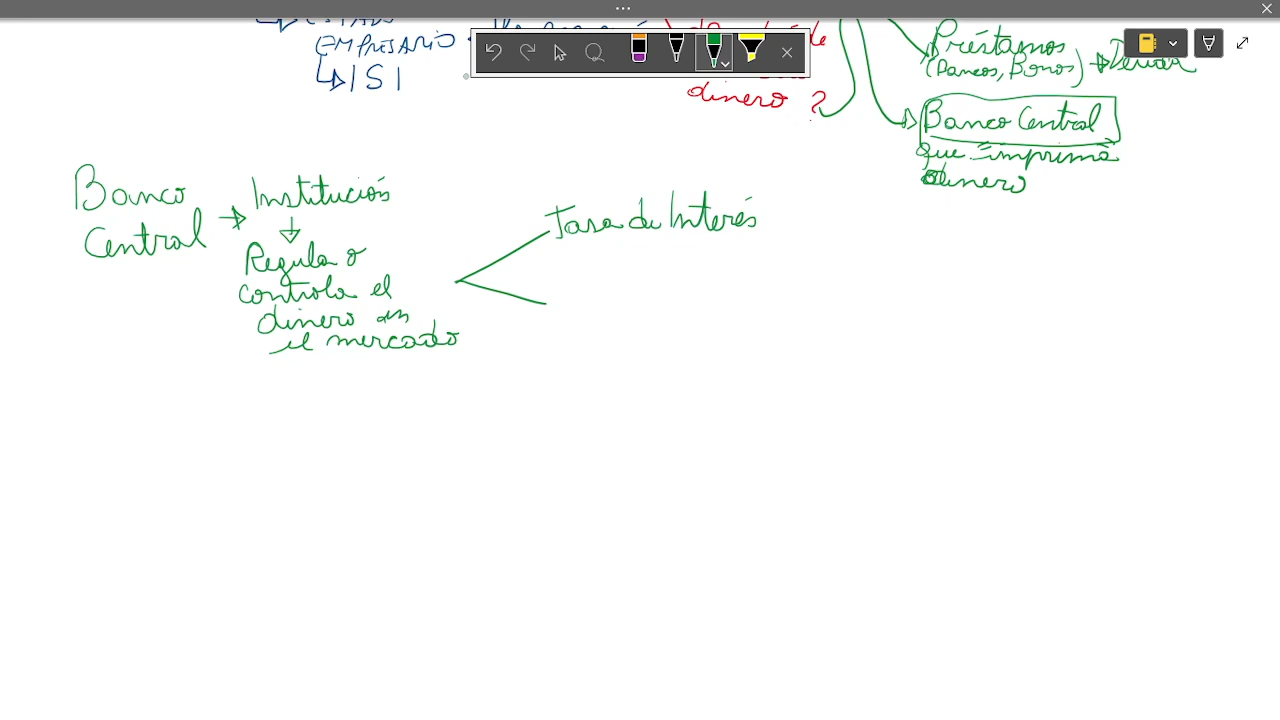 EMPRESARIO
ISI
dinero ?
Préstamos
(Bancos, Bonos)
Banco Central
que imprima
dinero
Banco
Central
Institución
Regula o
controla el
dinero en
el mercado
Tasa de Interés